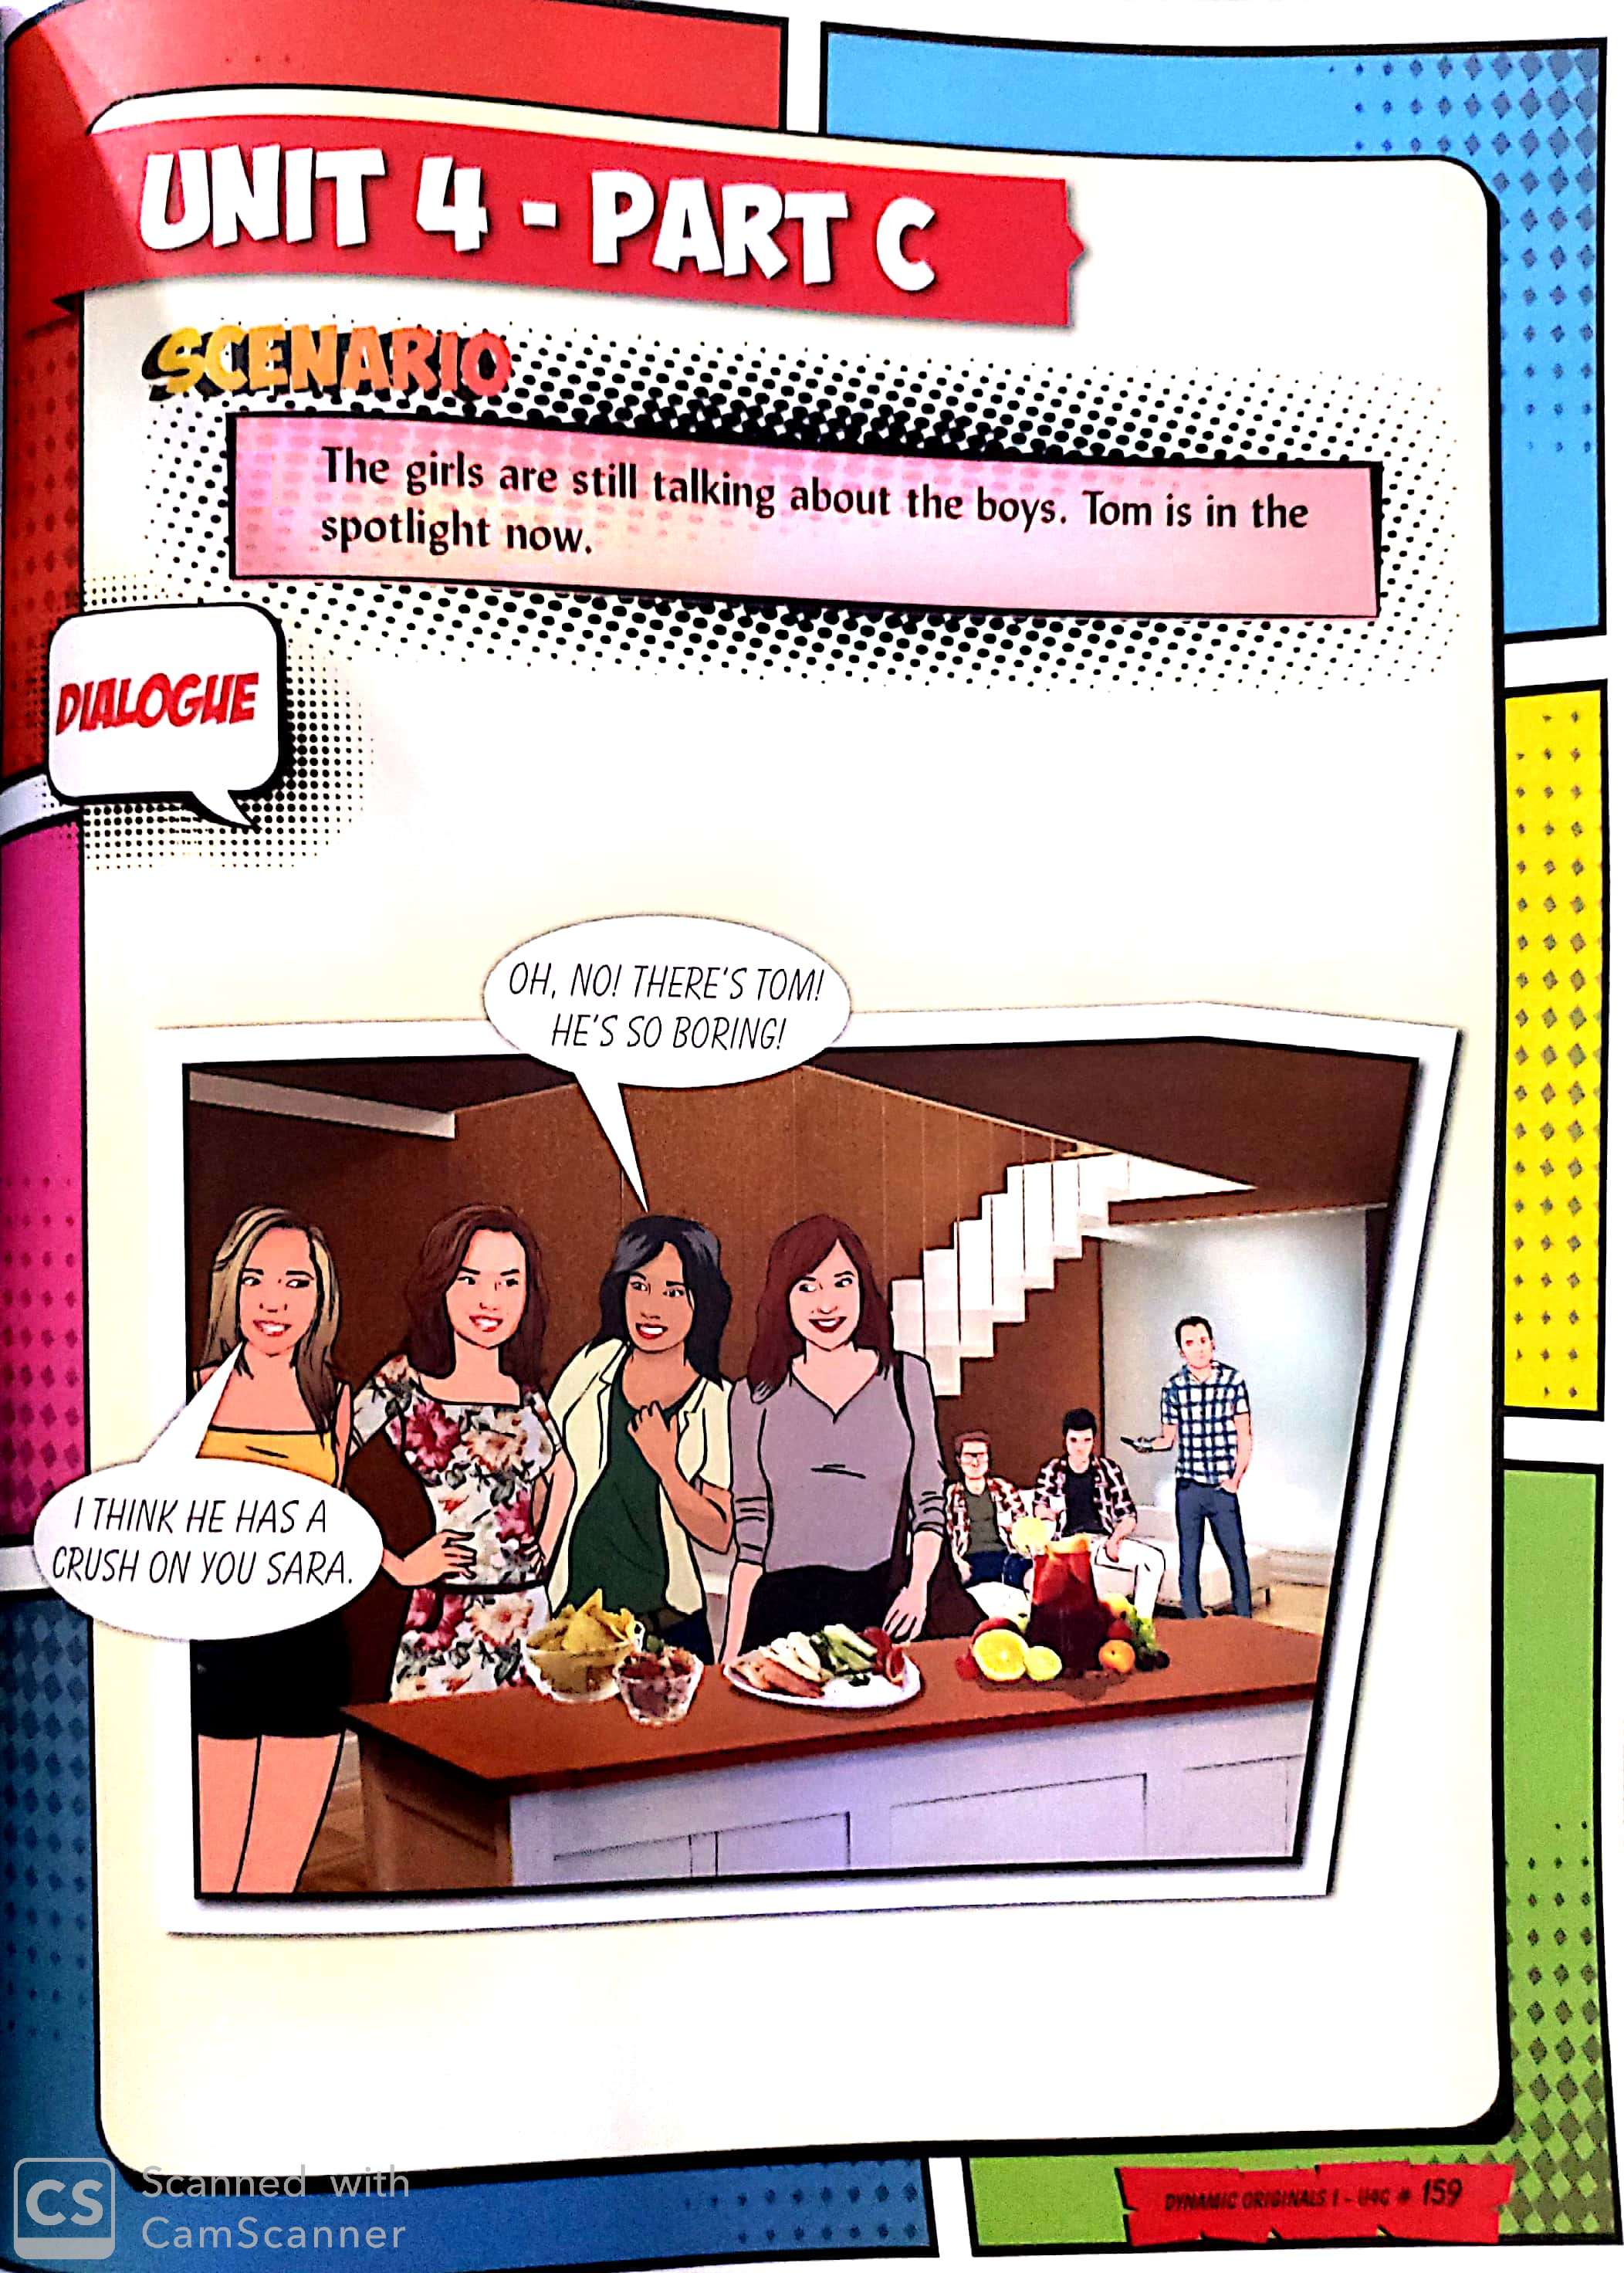 UNIT 4 - PART C
SCENARIO
The girls are still talking about the boys. Tom is in the
spotlight now.
DIALOGUE
OH, NO! THERE'S TOM!
HE'S SO BORING!
I THINK HE HAS A
CRUSH ON YOU SARA.
DYNAMIC ORIGINALS 1 - U4C # 159
CS Scanned with
CamScanner